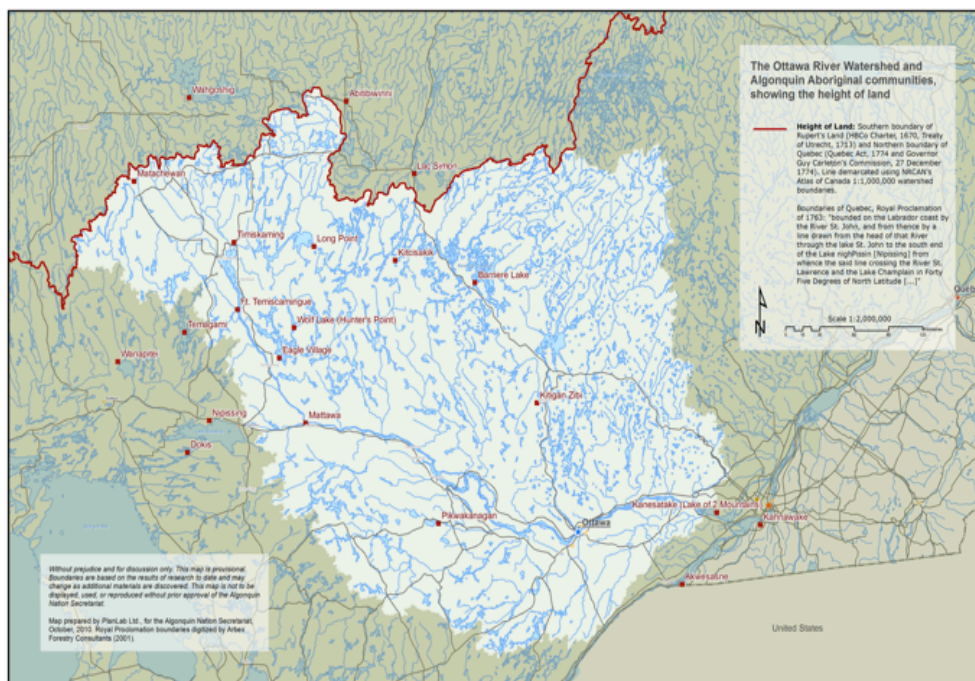 The Ottawa River Watershed and
Algonquin Aboriginal communities,
showing the height of land
Height of Land: Southern boundary of
Rupert's Land (HBCo Charter, 1670, Treaty
of Utrecht, 1713) and Northern boundary of
Quebec (Quebec Act, 1774 and Governor
Guy Carleton's Commission, 27 December
1774). Line demarcated using NRCAN's
Atlas of Canada 1:1,000,000 watershed
boundaries.
Boundaries of Quebec, Royal Proclamation
of 1763: "bounded on the Labrador coast by
the River St. John, and from thence by a
line drawn from the head of that River
through the lake St. John to the south end
of the Lake nighPissin [Nipissing] from
whence the said line crossing the River St.
Lawrence and the Lake Champlain in Forty
Five Degrees of North Latitude [...]"
N
Scale 1:2,000,000
Wahgoshig
Abitibiwinni
Matachewan
Lac Simon
Timiskaming
Long Point
Kitcisakik
Barriere Lake
Ft. Temiscamingue
Wolf Lake (Hunter's Point)
Temagami
Eagle Village
Wanapitei
Kitigan Zibi
Nipissing
Mattawa
Dokis
Pikwakanagan
Ottawa
Kanesatake (Lake of 2 Mountains)
Kahnawake
Akwesasne
United States
Without prejudice and for discussion only. This map is provisional.
Boundaries are based on the results of research to date and may
change as additional materials are discovered. This map is not to be
displayed, used, or reproduced without prior approval of the Algonquin
Nation Secretariat.
Map prepared by PlanLab Ltd., for the Algonquin Nation Secretariat,
October, 2010. Royal Proclamation boundaries digitized by Arbex
Forestry Consultants (2001).